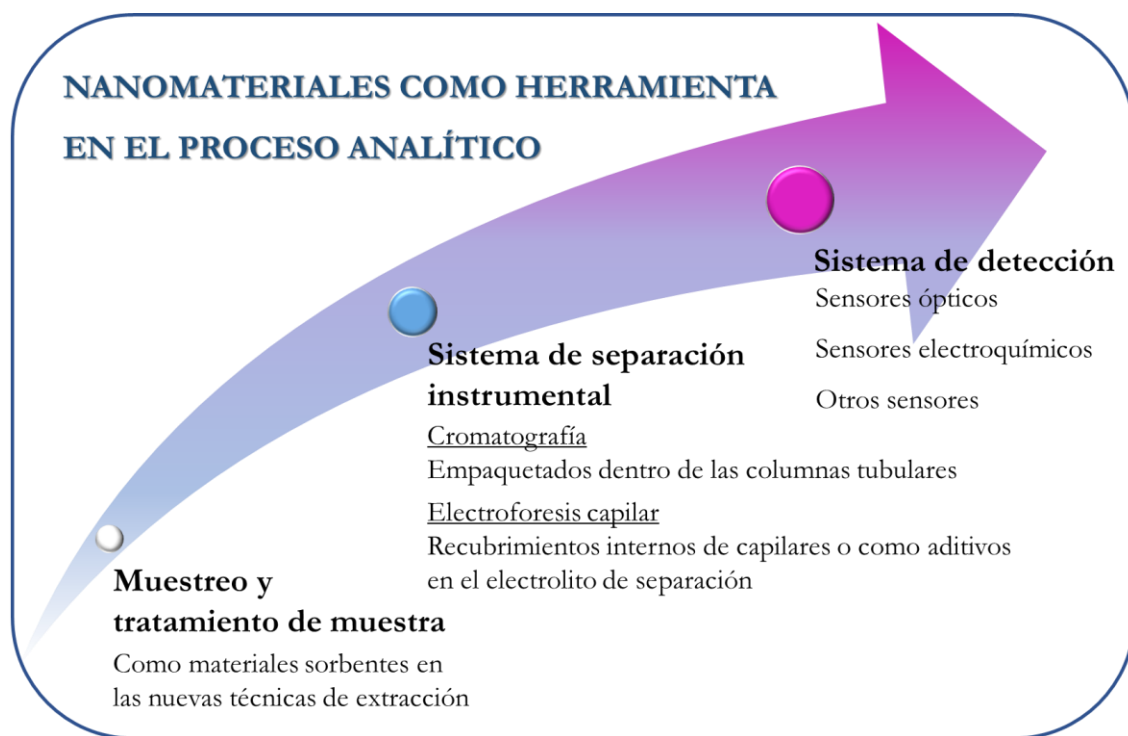 NANOMATERIALES COMO HERRAMIENTA
EN EL PROCESO ANALÍTICO
Muestreo y
tratamiento de muestra
Como materiales sorbentes en
las nuevas técnicas de extracción
Sistema de separación
instrumental
Cromatografía
Empaquetados dentro de las columnas tubulares
Electroforesis capilar
Recubrimientos internos de capilares o como aditivos
en el electrolito de separación
Sistema de detección
Sensores ópticos
Sensores electroquímicos
Otros sensores